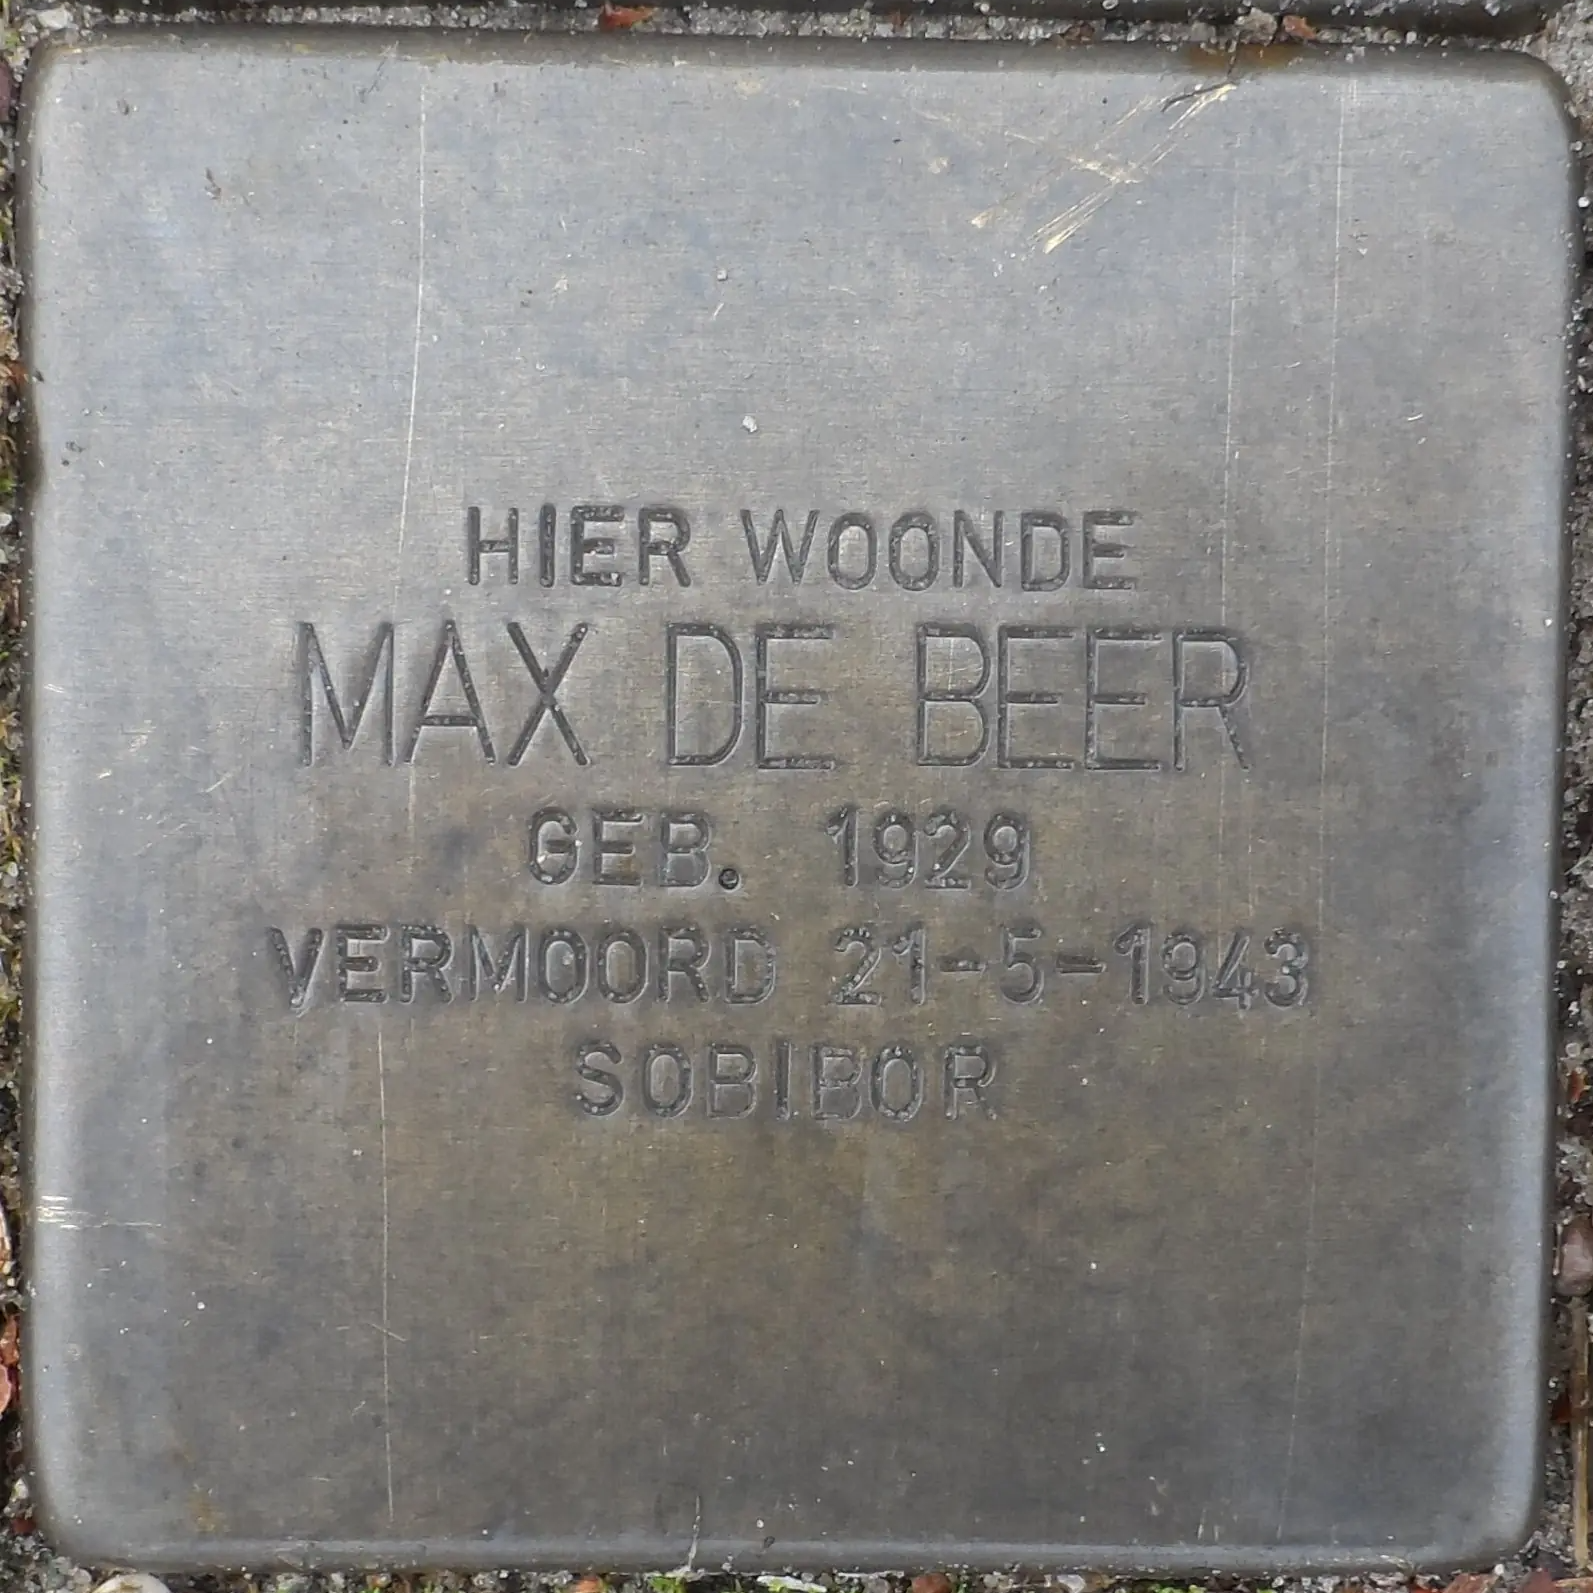 HIER WOONDE
MAX DE BEER
GEB. 1929
VERMOORD 21-5-1943
SOBIBOR